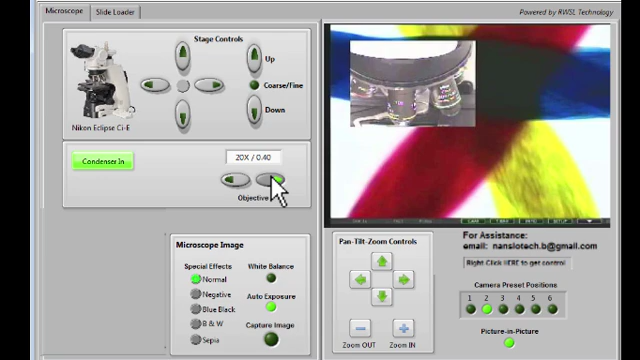 Microscope
Slide Loader
Powered by RWSL Technology
Stage Controls
Up
Coarse/Fine
Down
Nikon Eclipse Ci-E
Condenser In
20X / 0.40
Objective
Microscope Image
Special Effects
Normal
Negative
Blue Black
B & W
Sepia
White Balance
Auto Exposure
Capture Image
Pan-Tilt-Zoom Controls
Zoom OUT
Zoom IN
For Assistance:
email: nanslotech.b@gmail.com
Right Click HERE to get control
Camera Preset Positions
1 2 3 4 5 6
Picture-in-Picture